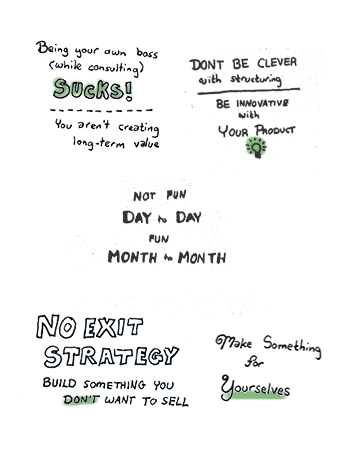 Being your own boss
(while consulting)
SUCKS!
You aren't creating
long-term value
DONT BE CLEVER
with structuring
BE INNOVATIVE
with
YOUR PRODUCT
NOT FUN
DAY to DAY
FUN
MONTH to MONTH
NO EXIT
STRATEGY
BUILD SOMETHING YOU
DON'T WANT TO SELL
Make Something
for
Yourselves